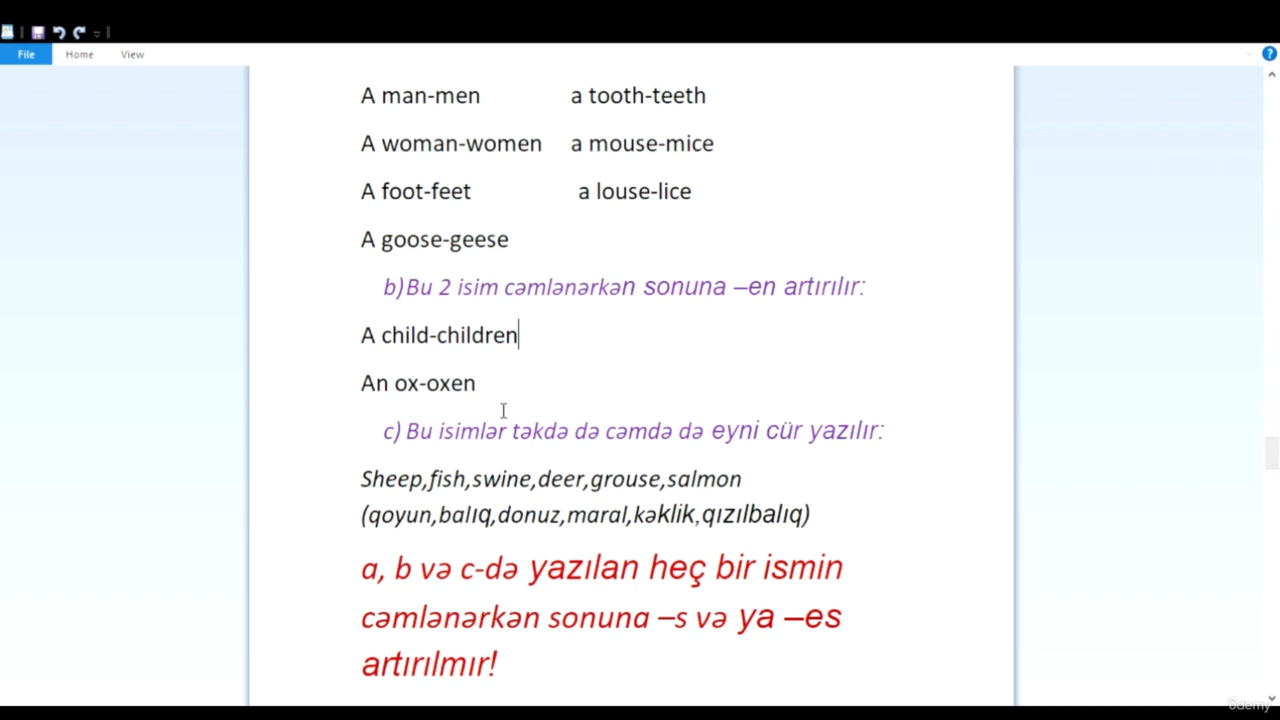 File Home View
A man-men a tooth-teeth
A woman-women a mouse-mice
A foot-feet a louse-lice
A goose-geese
b) Bu 2 isim cəmlənərkən sonuna –en artırılır:
A child-children
An ox-oxen
c) Bu isimlər təkdə də cəmdə də eyni cür yazılır:
Sheep,fish,swine,deer,grouse,salmon
(qoyun,balıq,donuz,maral,kəklik,qızılbalıq)
a, b və c-də yazılan heç bir ismin
cəmlənərkən sonuna –s və ya –es
artırılmır!
ûdemy